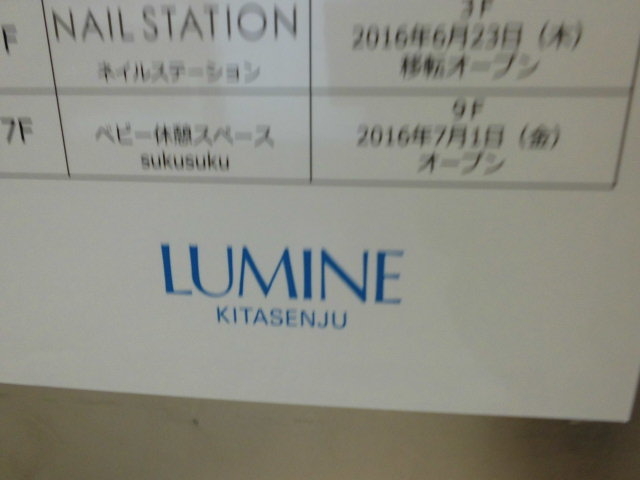 F
NAIL STATION
ネイルステーション
3F
2016年6月23日（木）
移転オープン
7F
ベビー休憩スペース
sukusuku
9F
2016年7月1日（金）
オープン
LUMINE
KITASENJU